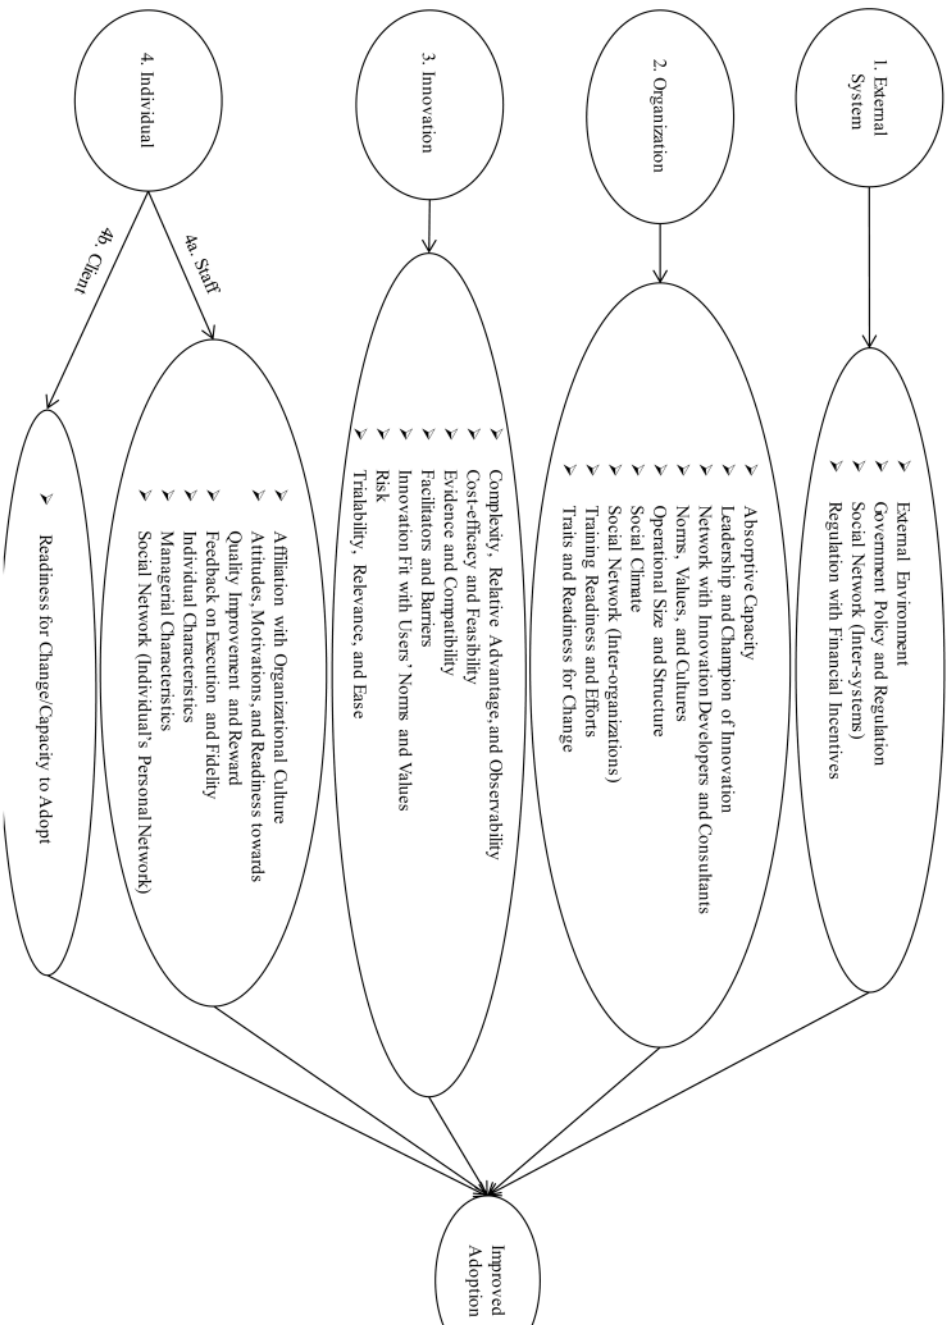 1. External
System
➢ External Environment
➢ Government Policy and Regulation
➢ Social Network (Inter-systems)
➢ Regulation with Financial Incentives
2. Organization
➢ Absorptive Capacity
➢ Leadership and Champion of Innovation
➢ Network with Innovation Developers and Consultants
➢ Norms, Values, and Cultures
➢ Operational Size and Structure
➢ Social Climate
➢ Social Network (Inter-organizations)
➢ Training Readiness and Efforts
➢ Traits and Readiness for Change
3. Innovation
➢ Complexity, Relative Advantage, and Observability
➢ Cost-efficacy and Feasibility
➢ Evidence and Compatibility
➢ Facilitators and Barriers
➢ Innovation Fit with Users’ Norms and Values
➢ Risk
➢ Trialability, Relevance, and Ease
4. Individual
4a. Staff
➢ Affiliation with Organizational Culture
➢ Attitudes, Motivations, and Readiness towards
Quality Improvement and Reward
➢ Feedback on Execution and Fidelity
➢ Individual Characteristics
➢ Managerial Characteristics
➢ Social Network (Individual’s Personal Network)
4b. Client
➢ Readiness for Change/Capacity to Adopt
Improved
Adoption